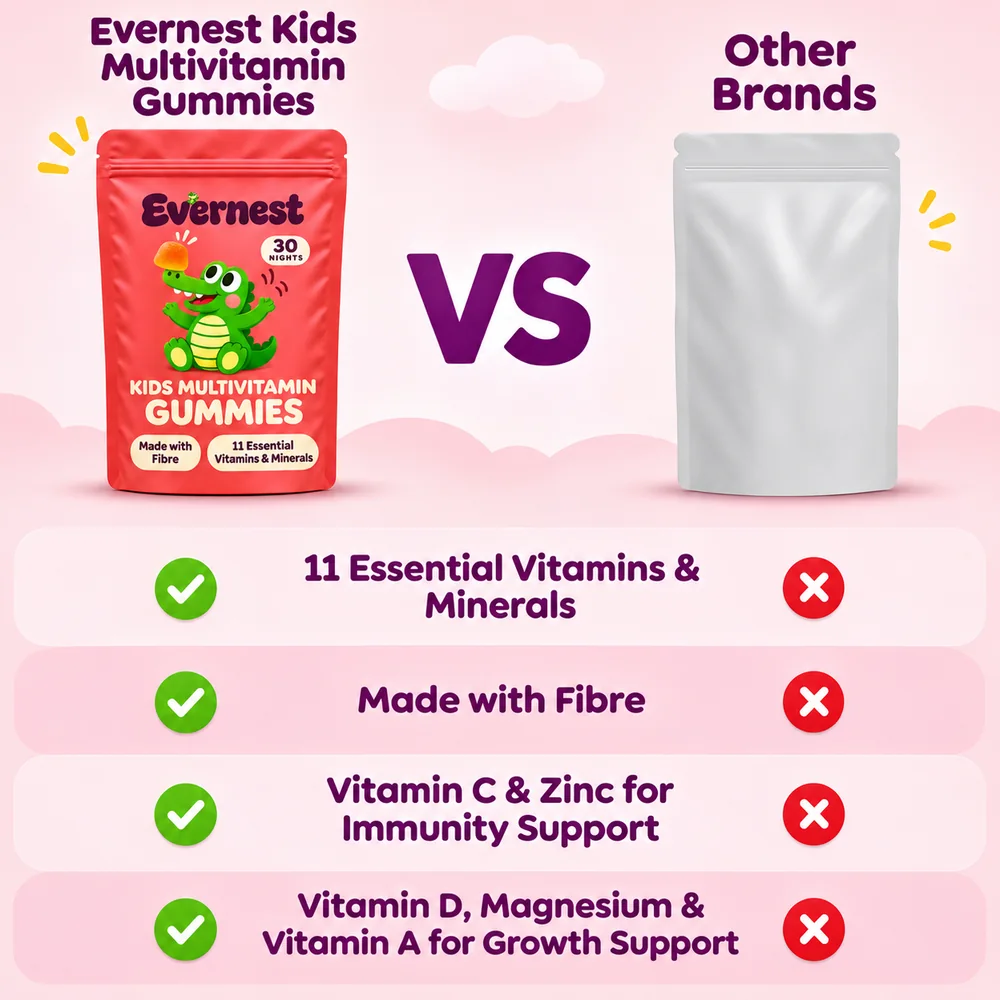 Evernest Kids
Multivitamin
Gummies
Other
Brands
Evernest
30
NIGHTS
KIDS MULTIVITAMIN
GUMMIES
Made with
Fibre
11 Essential
Vitamins & Minerals
VS
11 Essential Vitamins &
Minerals
Made with Fibre
Vitamin C & Zinc for
Immunity Support
Vitamin D, Magnesium &
Vitamin A for Growth Support